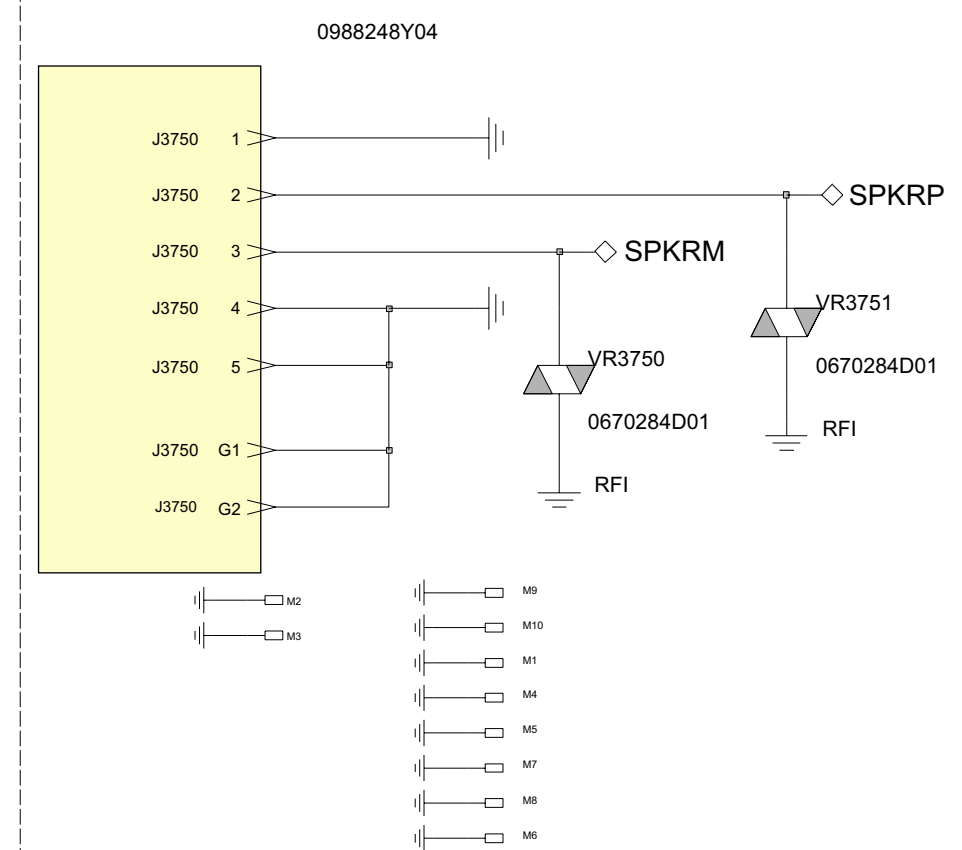 0988248Y04
J3750 1
J3750 2 SPKRP
J3750 3 SPKRM
J3750 4
VR3751
J3750 5
VR3750
0670284D01
0670284D01
RFI
J3750 G1
RFI
J3750 G2
M2
M3
M9
M10
M1
M4
M5
M7
M8
M6